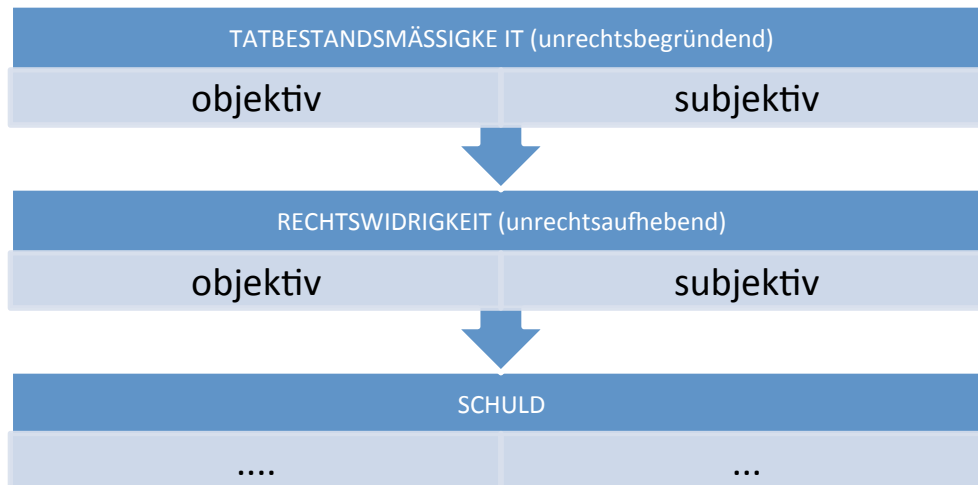 TATBESTANDSMÄSSIGKE IT (unrechtsbegründend)
objektiv subjektiv
RECHTSWIDRIGKEIT (unrechtsaufhebend)
objektiv subjektiv
SCHULD
.... ...